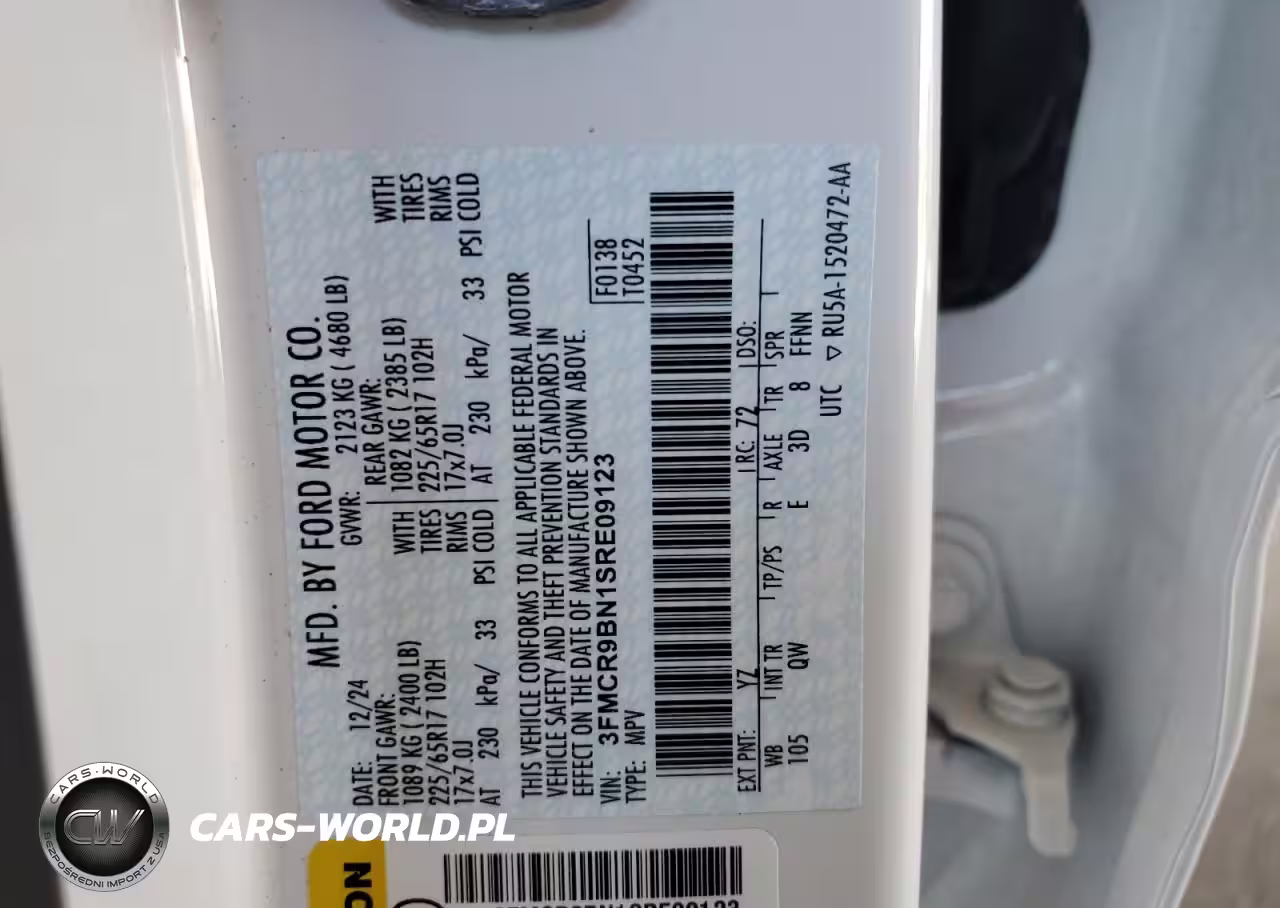 MFD. BY FORD MOTOR CO.
DATE: 12/24 GVWR: 2123 KG ( 4680 LB)
FRONT GAWR: REAR GAWR:
1089 KG ( 2400 LB) WITH 1082 KG ( 2385 LB) WITH
225/65R17 102H TIRES 225/65R17 102H TIRES
17x7.0J RIMS 17x7.0J RIMS
AT 230 kPa/ 33 PSI COLD AT 230 kPa/ 33 PSI COLD
THIS VEHICLE CONFORMS TO ALL APPLICABLE FEDERAL MOTOR
VEHICLE SAFETY AND THEFT PREVENTION STANDARDS IN
EFFECT ON THE DATE OF MANUFACTURE SHOWN ABOVE.
VIN: 3FMCR9BN1SRE09123 F0138
TYPE: MPV T0452
EXT PNT: YZ RC: 72 DSO:
WB INT TR TP/PS R AXLE TR SPR
105 QW E 3D 8 FFNN
UTC ▽ RU5A-1520472-AA
CARS-WORLD
CW
BEZPOŚREDNI IMPORT Z USA
CARS-WORLD.PL